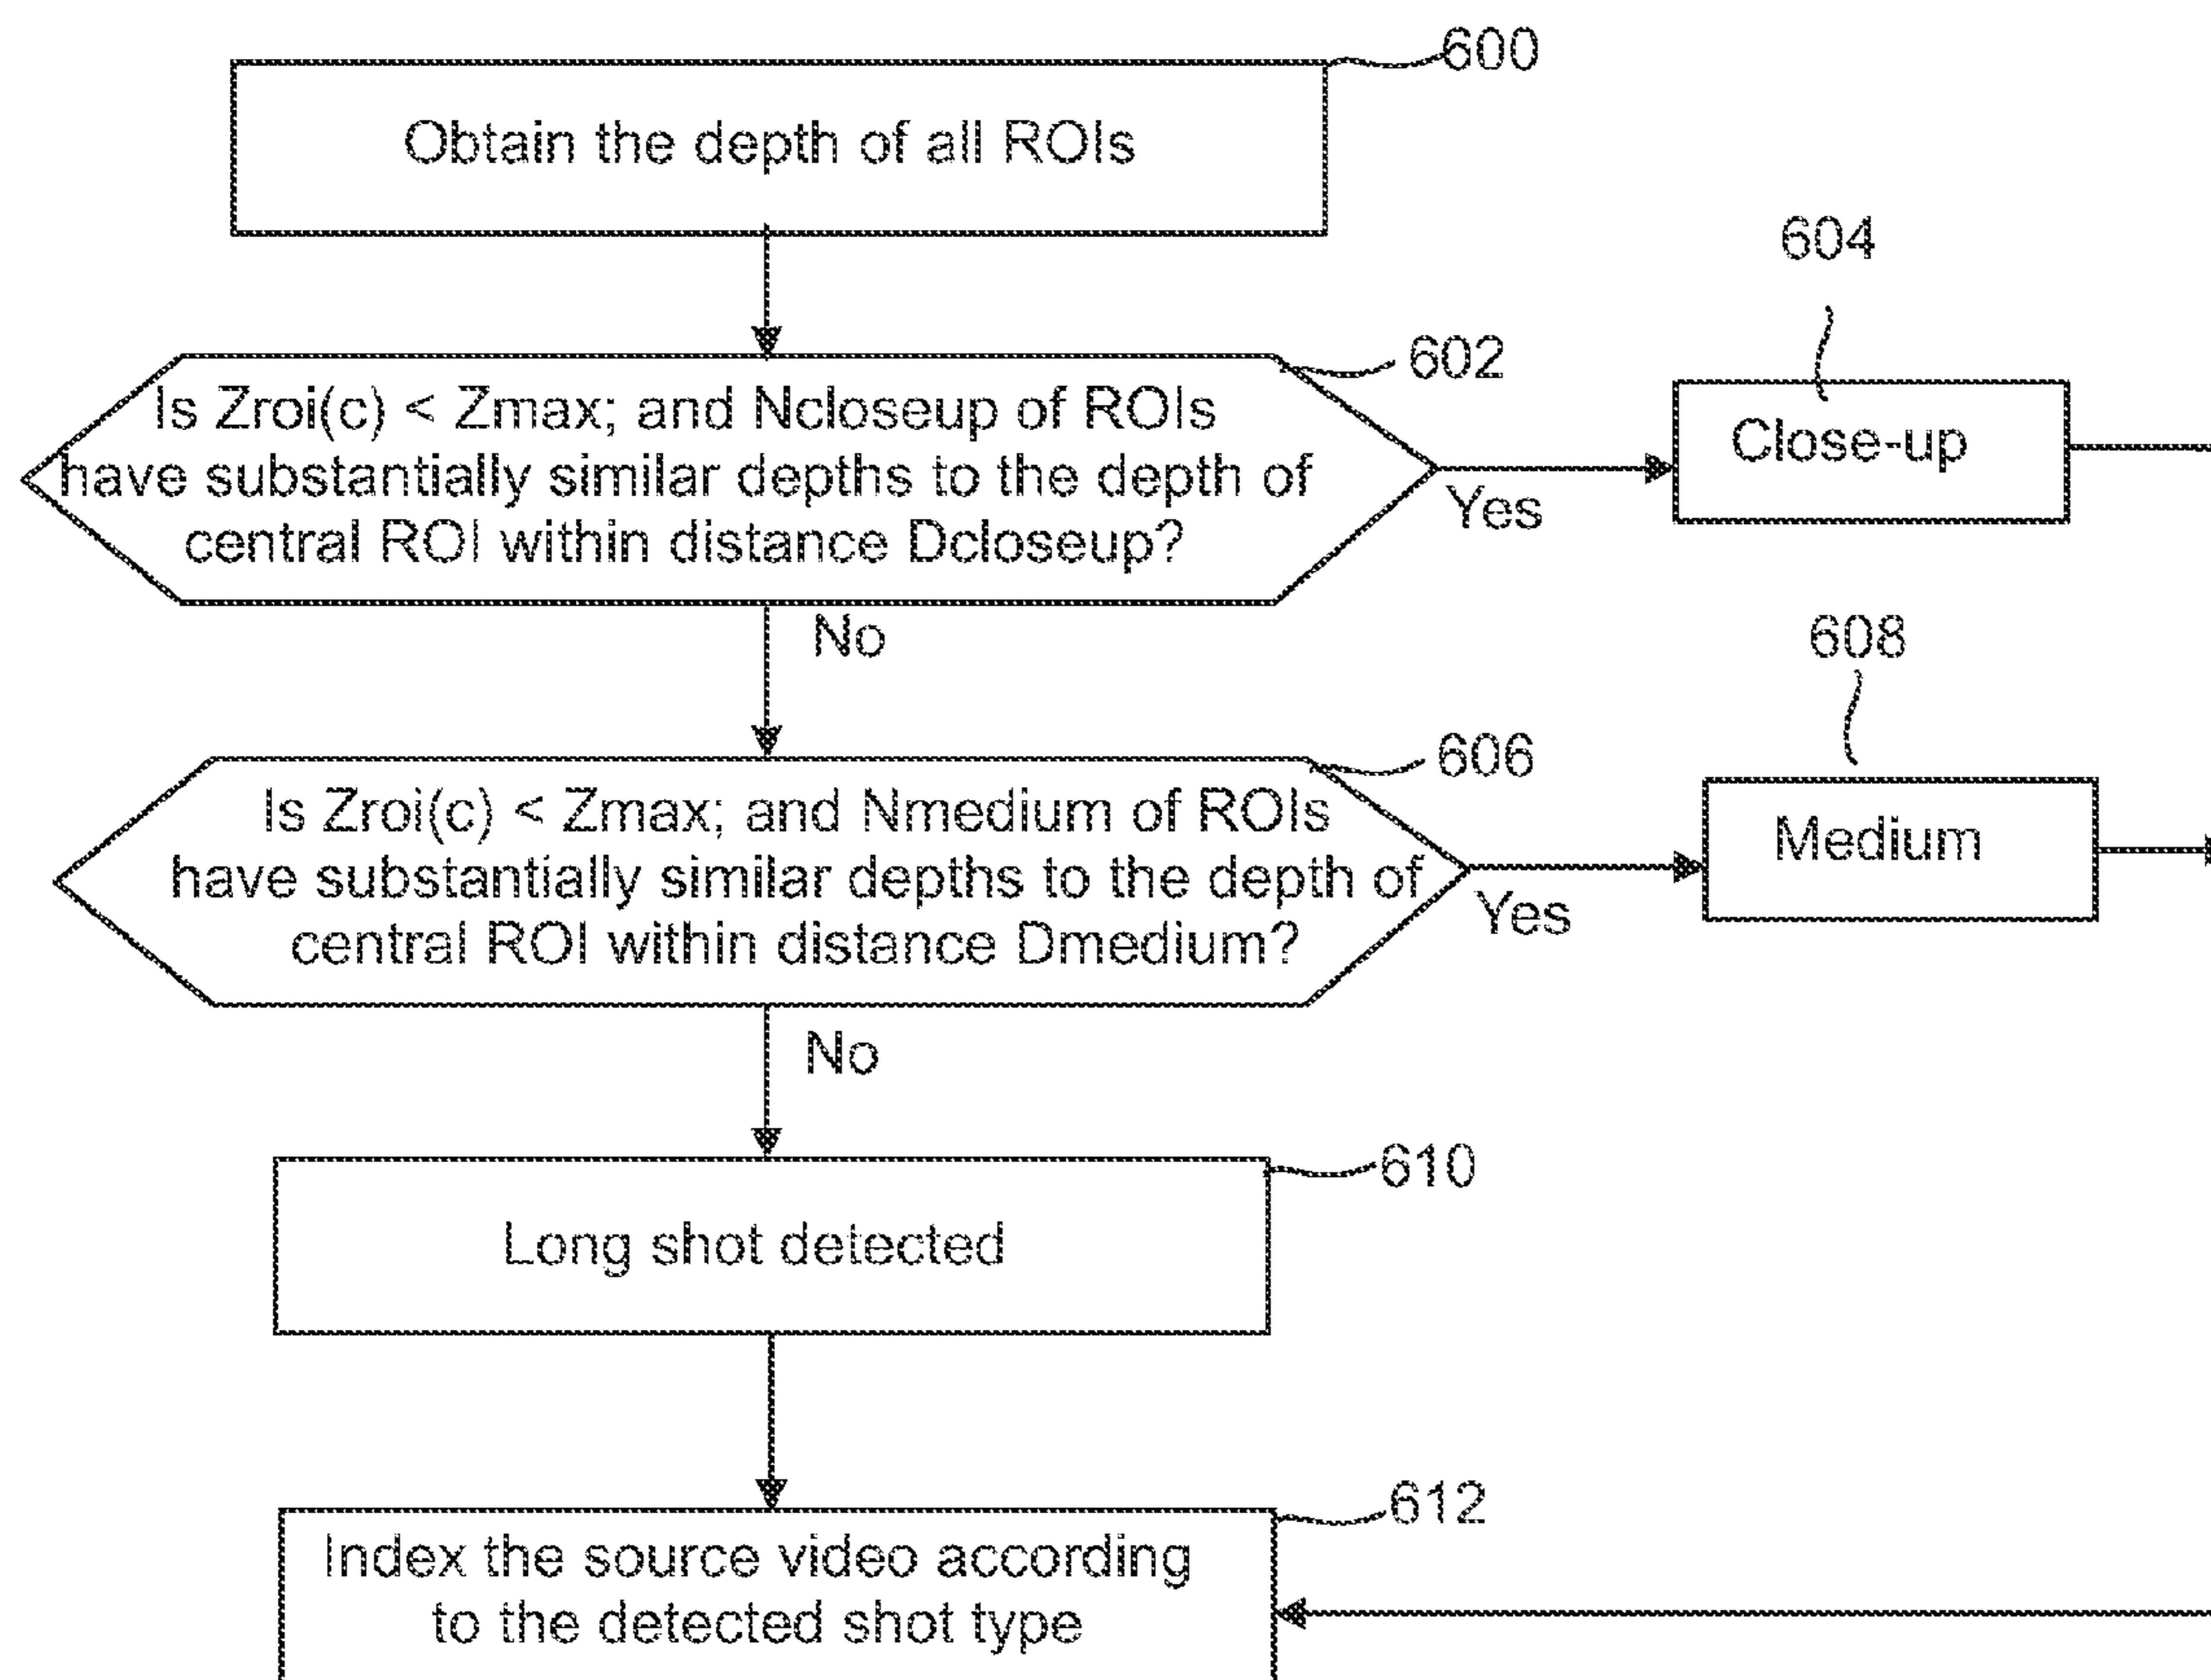 600
Obtain the depth of all ROIs
604
602
Is Zroi(c) < Zmax; and Ncloseup of ROIs
have substantially similar depths to the depth of
central ROI within distance Dcloseup?
Yes
Close-up
No
608
606
Is Zroi(c) < Zmax; and Nmedium of ROIs
have substantially similar depths to the depth of
central ROI within distance Dmedium?
Yes
Medium
No
610
Long shot detected
612
Index the source video according
to the detected shot type